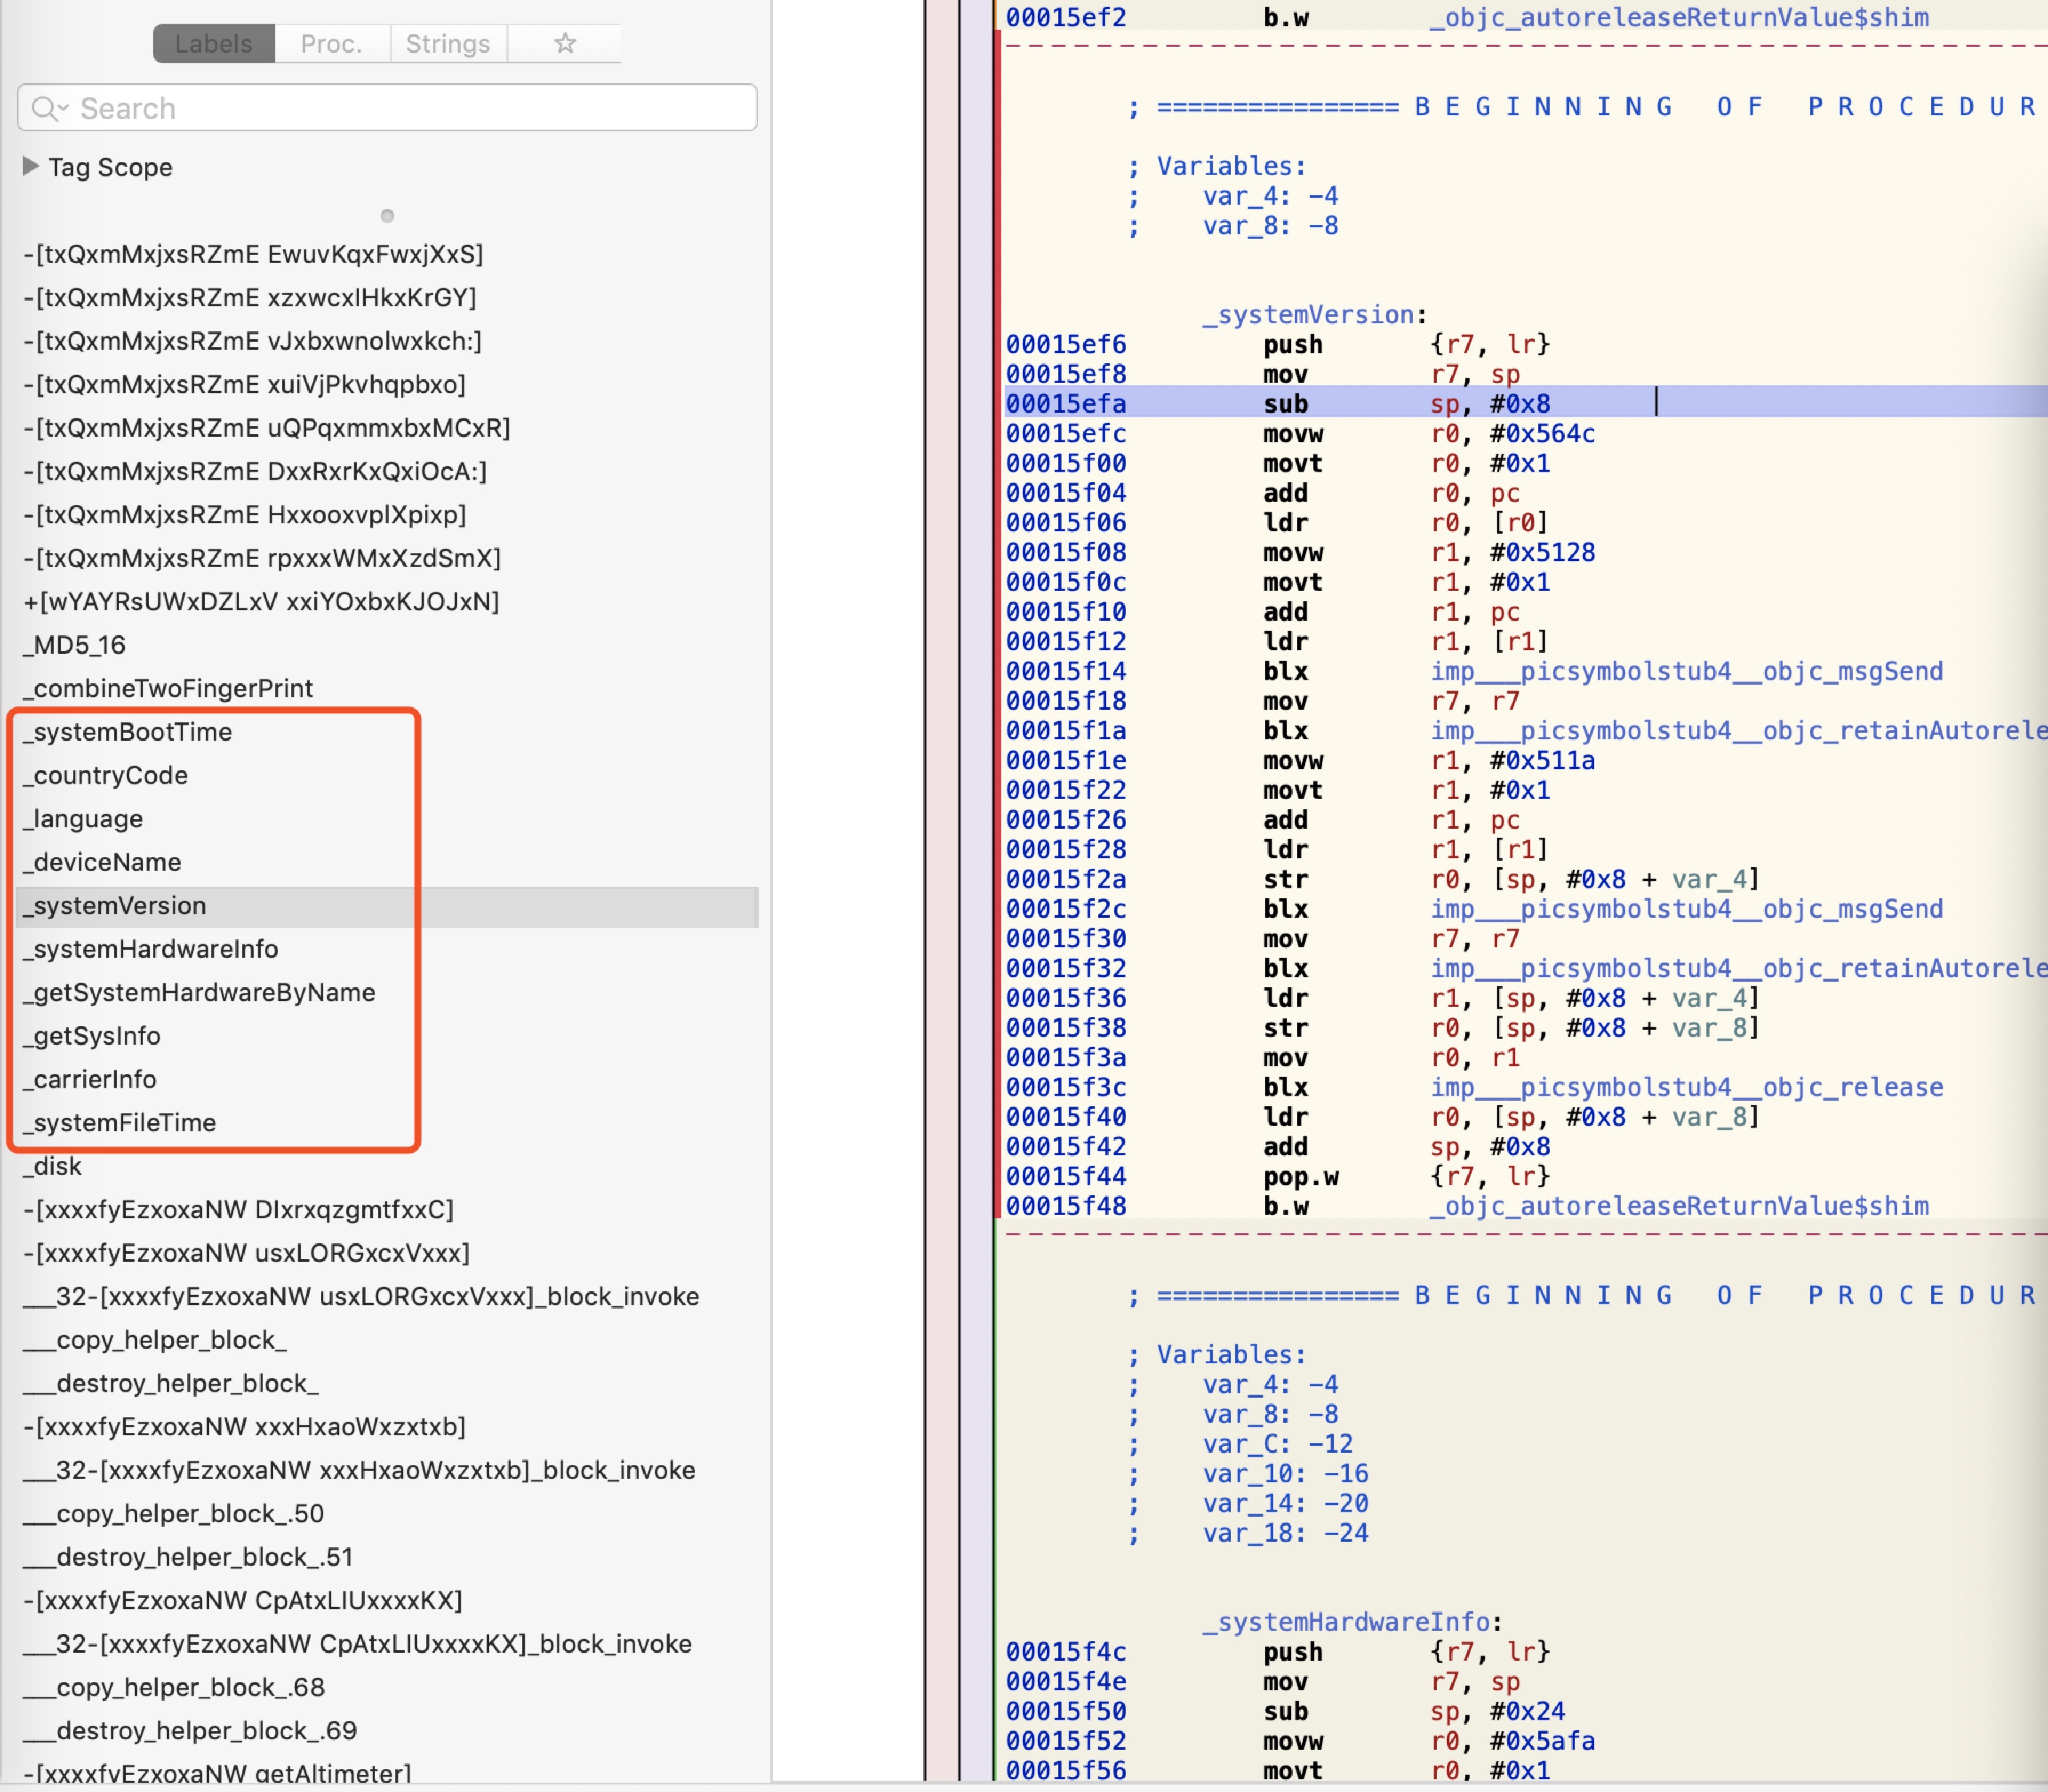 Labels Proc. Strings
Search
Tag Scope
-[txQxmMxjxsRZmE EwuvKqxFwxjXxS]
-[txQxmMxjxsRZmE xzxwcxIHkxKrGY]
-[txQxmMxjxsRZmE vJxbxwnolwxkch:]
-[txQxmMxjxsRZmE xuiVjPkvhqpbxo]
-[txQxmMxjxsRZmE uQPqxmmxbxMCxR]
-[txQxmMxjxsRZmE DxxRxrKxQxiOcA:]
-[txQxmMxjxsRZmE HxxooxvplXpixp]
-[txQxmMxjxsRZmE rpxxxWMxXzdSmX]
+[wYAYRsUWxDZLxV xxiYOxbxKJOJxN]
_MD5_16
_combineTwoFingerPrint
_systemBootTime
_countryCode
_language
_deviceName
_systemVersion
_systemHardwareInfo
_getSystemHardwareByName
_getSysInfo
_carrierInfo
_systemFileTime
_disk
-[xxxxfyEzxoxaNW DIxrxqzgmtfxxC]
-[xxxxfyEzxoxaNW usxLORGxcxVxxx]
___32-[xxxxfyEzxoxaNW usxLORGxcxVxxx]_block_invoke
___copy_helper_block_
___destroy_helper_block_
-[xxxxfyEzxoxaNW xxxHxaoWxzxtxb]
___32-[xxxxfyEzxoxaNW xxxHxaoWxzxtxb]_block_invoke
___copy_helper_block_.50
___destroy_helper_block_.51
-[xxxxfyEzxoxaNW CpAtxLIUxxxxKX]
___32-[xxxxfyEzxoxaNW CpAtxLIUxxxxKX]_block_invoke
___copy_helper_block_.68
___destroy_helper_block_.69
-[xxxxfyEzxoxaNW getAltimeter]
00015ef2 b.w _objc_autoreleaseReturnValue$shim
; ================ B E G I N N I N G O F P R O C E D U R
; Variables:
; var_4: -4
; var_8: -8
_systemVersion:
00015ef6 push {r7, lr}
00015ef8 mov r7, sp
00015efa sub sp, #0x8
00015efc movw r0, #0x564c
00015f00 movt r0, #0x1
00015f04 add r0, pc
00015f06 ldr r0, [r0]
00015f08 movw r1, #0x5128
00015f0c movt r1, #0x1
00015f10 add r1, pc
00015f12 ldr r1, [r1]
00015f14 blx imp___picsymbolstub4__objc_msgSend
00015f18 mov r7, r7
00015f1a blx imp___picsymbolstub4__objc_retainAutorele
00015f1e movw r1, #0x511a
00015f22 movt r1, #0x1
00015f26 add r1, pc
00015f28 ldr r1, [r1]
00015f2a str r0, [sp, #0x8 + var_4]
00015f2c blx imp___picsymbolstub4__objc_msgSend
00015f30 mov r7, r7
00015f32 blx imp___picsymbolstub4__objc_retainAutorele
00015f36 ldr r1, [sp, #0x8 + var_4]
00015f38 str r0, [sp, #0x8 + var_8]
00015f3a mov r0, r1
00015f3c blx imp___picsymbolstub4__objc_release
00015f40 ldr r0, [sp, #0x8 + var_8]
00015f42 add sp, #0x8
00015f44 pop.w {r7, lr}
00015f48 b.w _objc_autoreleaseReturnValue$shim
; ================ B E G I N N I N G O F P R O C E D U R
; Variables:
; var_4: -4
; var_8: -8
; var_C: -12
; var_10: -16
; var_14: -20
; var_18: -24
_systemHardwareInfo:
00015f4c push {r7, lr}
00015f4e mov r7, sp
00015f50 sub sp, #0x24
00015f52 movw r0, #0x5afa
00015f56 movt r0, #0x1